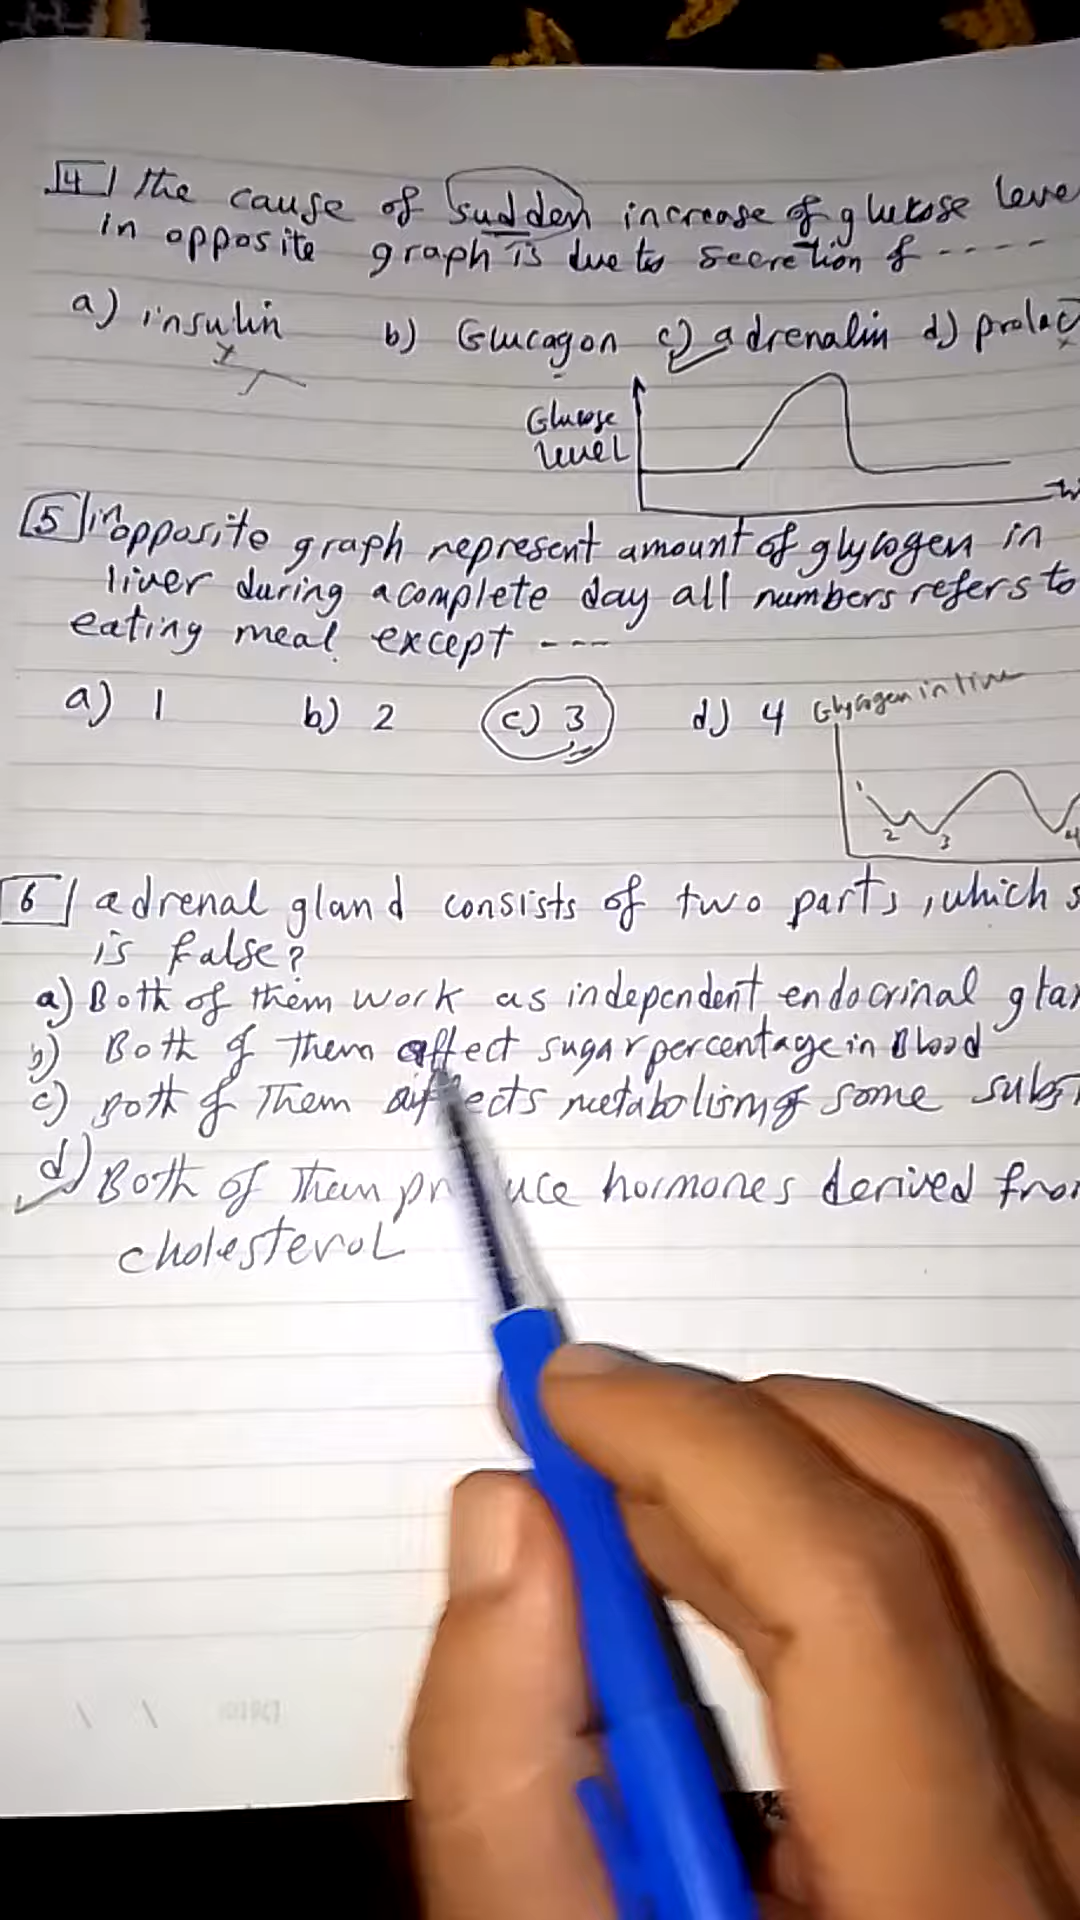 4 the cause of sudden increase of glucose leve
in opposite graph is due to secretion of ----
a) insulin b) Glucagon c) adrenalin d) prolac
Glucose
level
5 in opposite graph represent amount of glycogen in
liver during a complete day all numbers refers to
eating meal except ---
a) 1 b) 2 c) 3 d) 4
Glycogen in live
2 3 4
6 adrenal gland consists of two parts, which s
is false?
a) Both of them work as independent endocrinal glan
b) Both of them affect sugar percentage in Blood
c) Both of Them affects metabolism of some subst
d) Both of Them produce hormones derived from
cholesterol